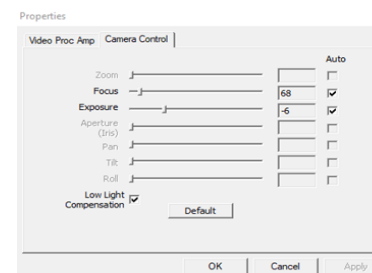 Properties
Video Proc Amp Camera Control
Auto
Zoom
Focus 68
Exposure -6
Aperture
(Iris)
Pan
Tilt
Roll
Low Light
Compensation
Default
OK Cancel Apply